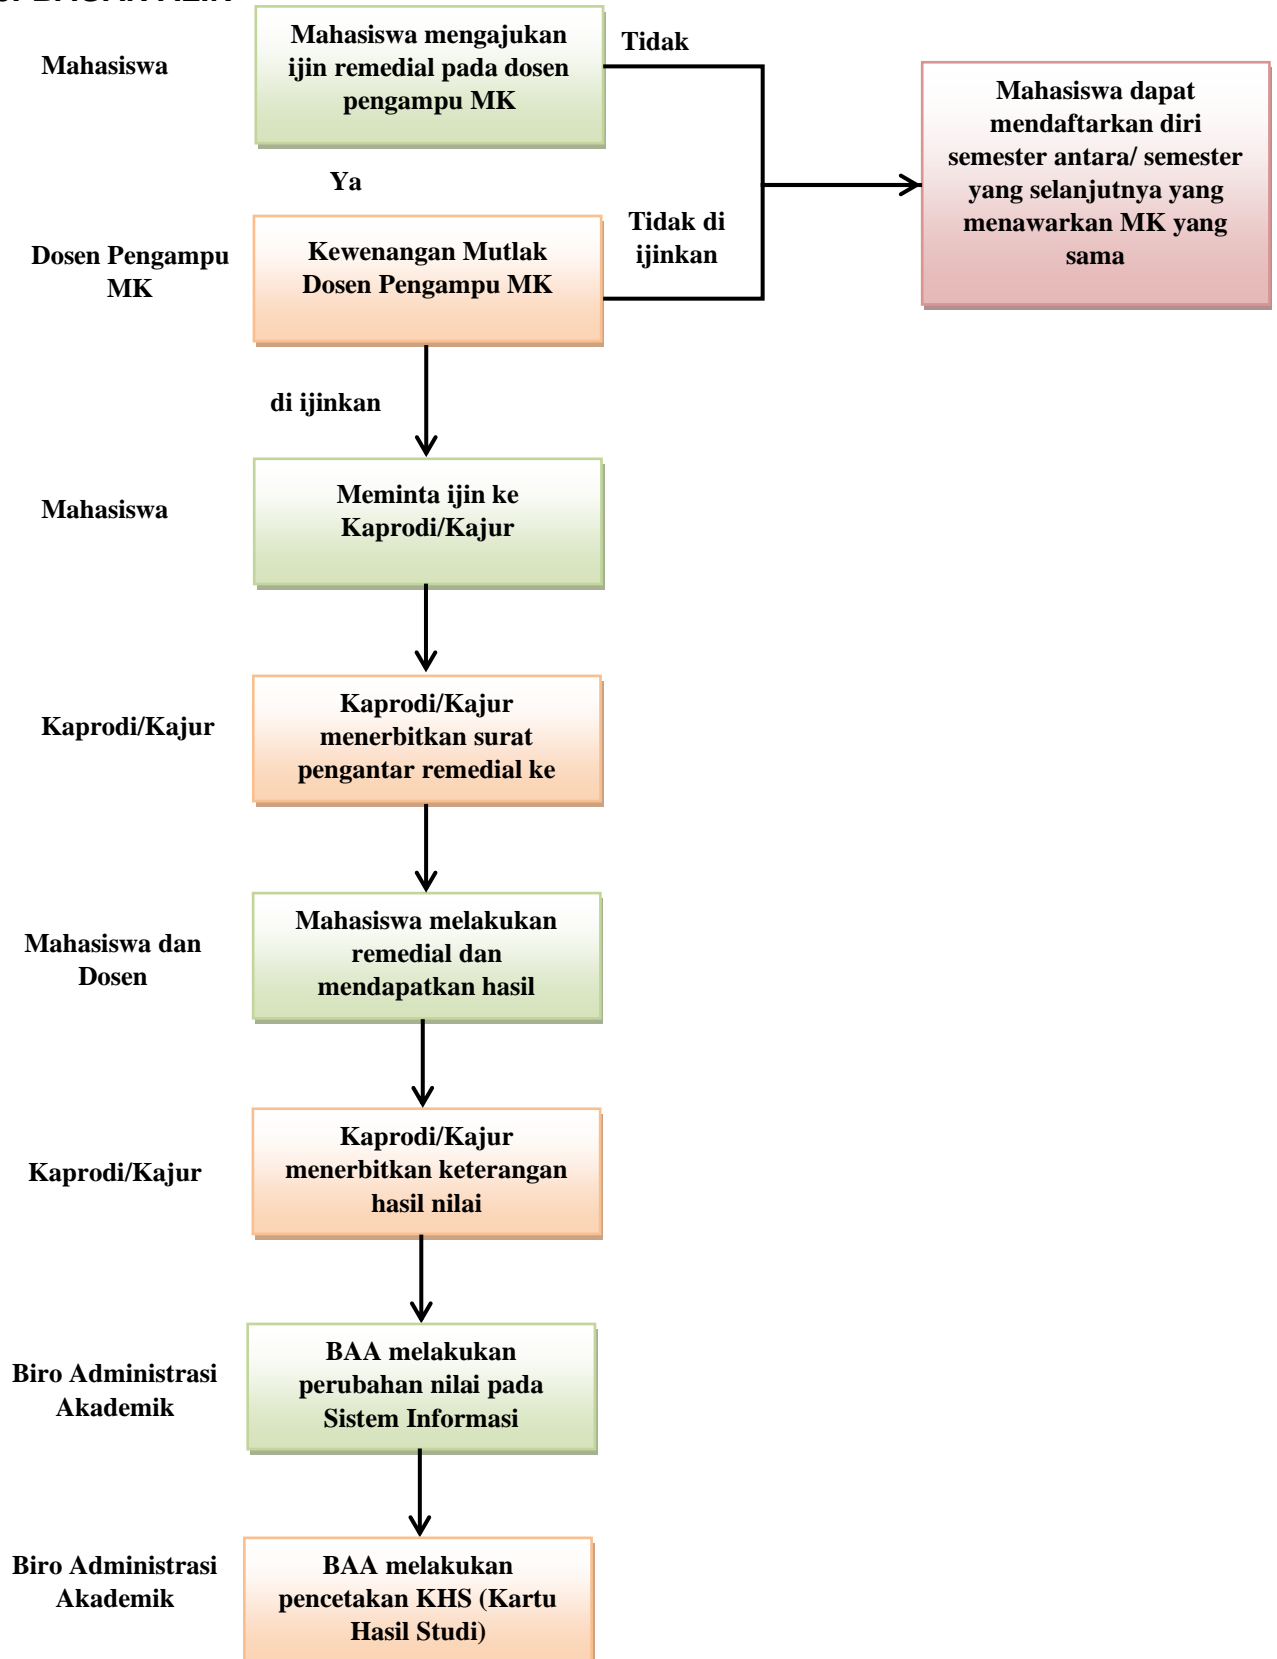 Mahasiswa
Mahasiswa mengajukan
ijin remedial pada dosen
pengampu MK
Tidak
Mahasiswa dapat
mendaftarkan diri
semester antara/ semester
yang selanjutnya yang
menawarkan MK yang
sama
Ya
Dosen Pengampu
MK
Kewenangan Mutlak
Dosen Pengampu MK
Tidak di
ijinkan
di ijinkan
Mahasiswa
Meminta ijin ke
Kaprodi/Kajur
Kaprodi/Kajur
Kaprodi/Kajur
menerbitkan surat
pengantar remedial ke
Mahasiswa dan
Dosen
Mahasiswa melakukan
remedial dan
mendapatkan hasil
Kaprodi/Kajur
Kaprodi/Kajur
menerbitkan keterangan
hasil nilai
Biro Administrasi
Akademik
BAA melakukan
perubahan nilai pada
Sistem Informasi
Biro Administrasi
Akademik
BAA melakukan
pencetakan KHS (Kartu
Hasil Studi)